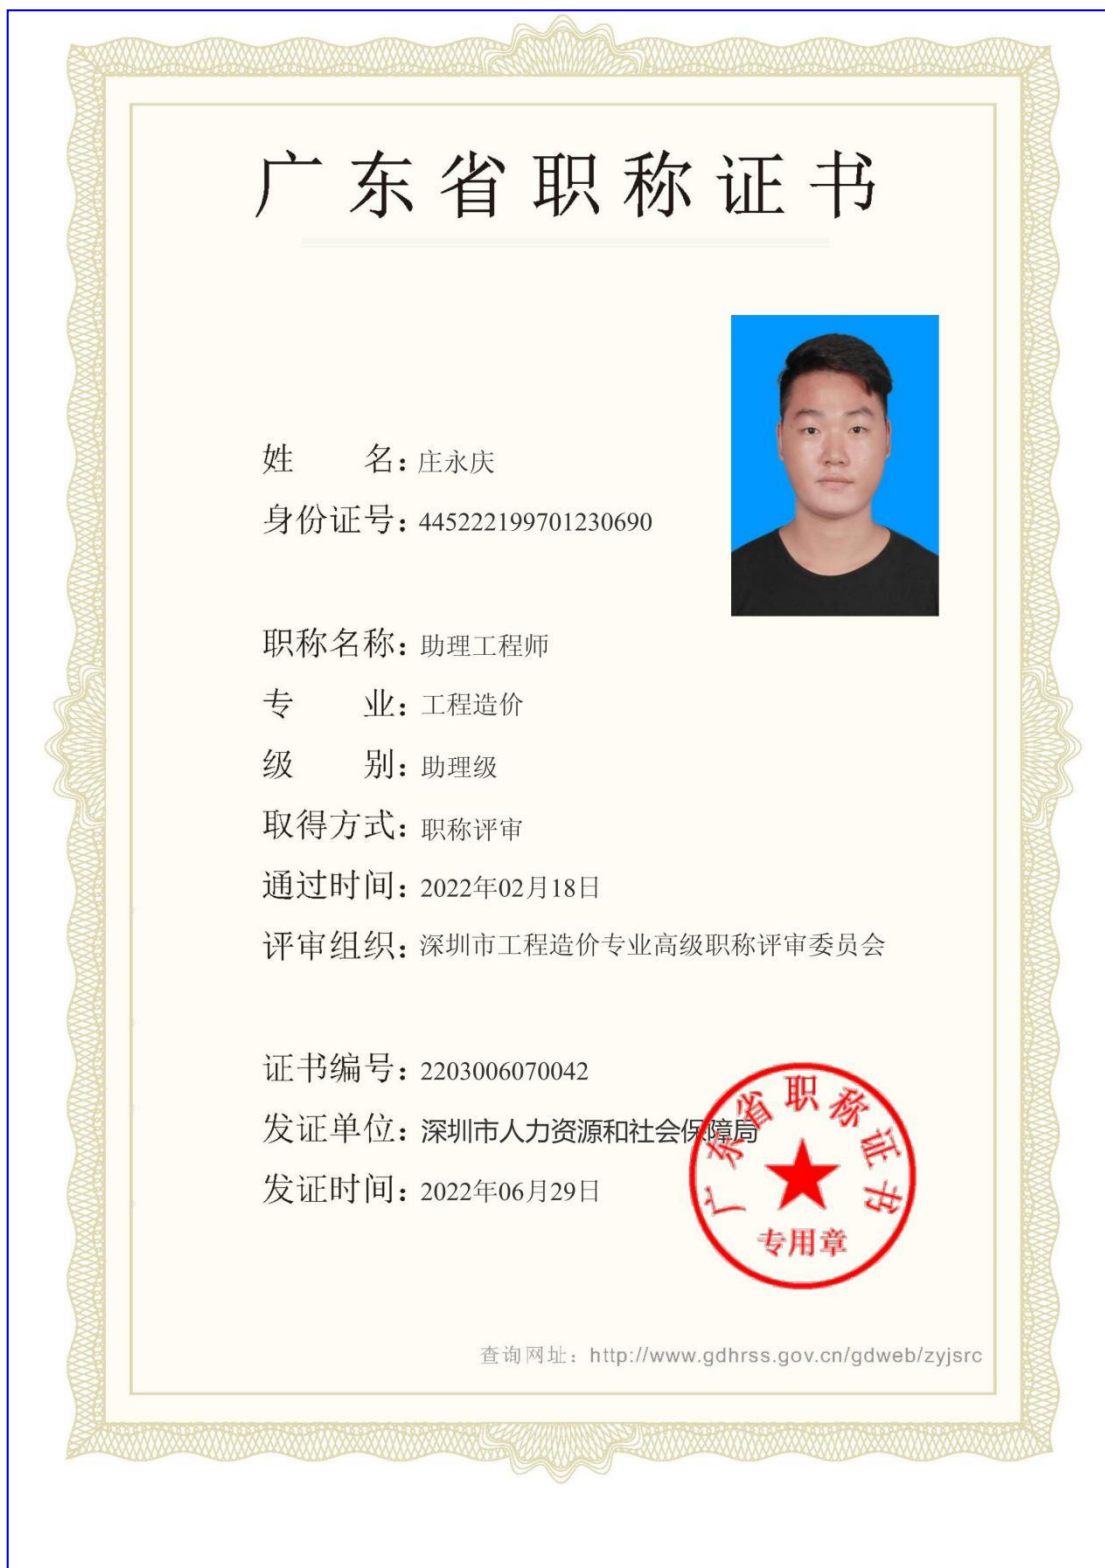 广东省职称证书
姓 名：庄永庆
身份证号：445222199701230690
职称名称：助理工程师
专 业：工程造价
级 别：助理级
取得方式：职称评审
通过时间：2022年02月18日
评审组织：深圳市工程造价专业高级职称评审委员会
证书编号：2203006070042
发证单位：深圳市人力资源和社会保障局
发证时间：2022年06月29日
广东省职称证书
专用章
查询网址：http://www.gdhrss.gov.cn/gdweb/zyjsrc